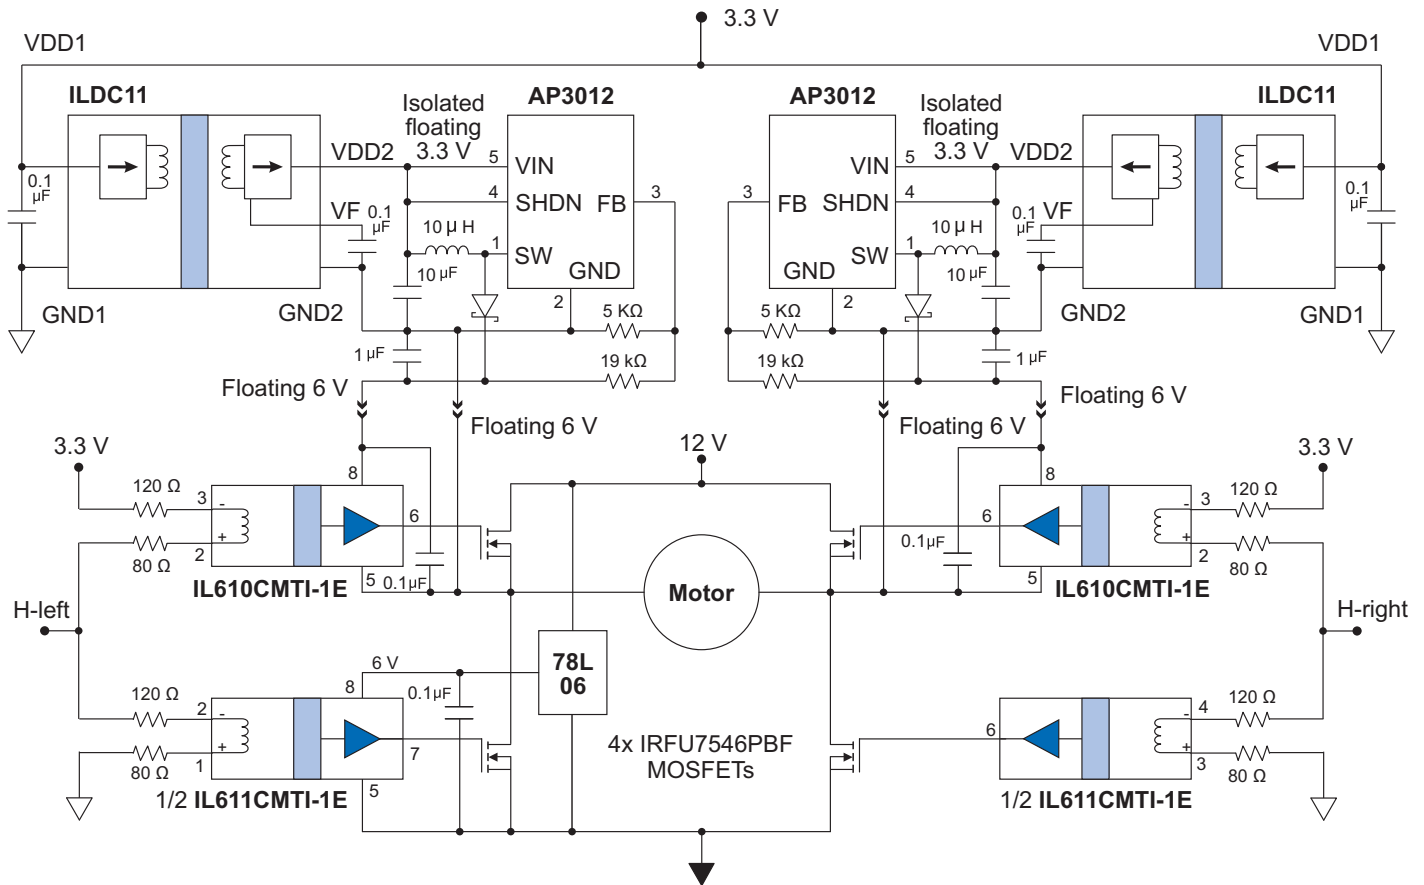 3.3 V
VDD1
VDD1
ILDC11
AP3012
AP3012
ILDC11
Isolated
floating
3.3 V
Isolated
floating
3.3 V
VDD2
5
VIN
VIN
5
VDD2
0.1
µF
4
SHDN
FB
3
3
FB
SHDN
4
0.1
µF
VF
0.1
µF
10 µ H
1
SW
SW
1
10 µ H
0.1
µF
VF
10 µF
GND
GND
10 µF
GND1
GND2
2
5 KΩ
5 KΩ
2
GND2
GND1
1 µF
19 kΩ
19 kΩ
1 µF
Floating 6 V
Floating 6 V
Floating 6 V
Floating 6 V
3.3 V
12 V
3.3 V
8
8
120 Ω
3
-
6
6
-
3
120 Ω
+
2
80 Ω
+
2
80 Ω
5
0.1µF
0.1µF
5
IL610CMTI-1E
Motor
IL610CMTI-1E
H-left
H-right
78L
06
6 V
8
0.1µF
120 Ω
2
-
+
1
80 Ω
7
5
1/2 IL611CMTI-1E
4x IRFU7546PBF
MOSFETs
6
-
4
120 Ω
+
3
80 Ω
1/2 IL611CMTI-1E